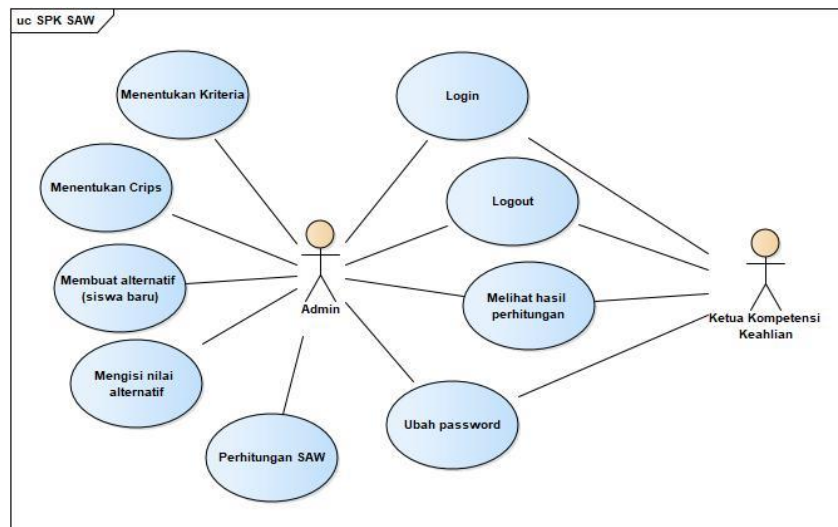 uc SPK SAW
Menentukan Kriteria
Login
Menentukan Crips
Logout
Membuat alternatif
(siswa baru)
Admin
Melihat hasil
perhitungan
Ketua Kompetensi
Keahlian
Mengisi nilai
alternatif
Ubah password
Perhitungan SAW